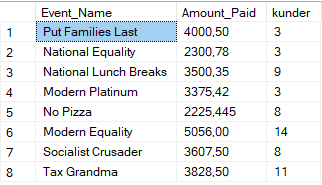 Event_Name Amount_Paid kunder
1 Put Families Last 4000,50 3
2 National Equality 2300,78 3
3 National Lunch Breaks 3500,35 9
4 Modern Platinum 3375,42 3
5 No Pizza 2225,445 8
6 Modern Equality 5056,00 14
7 Socialist Crusader 3607,50 8
8 Tax Grandma 3828,50 11